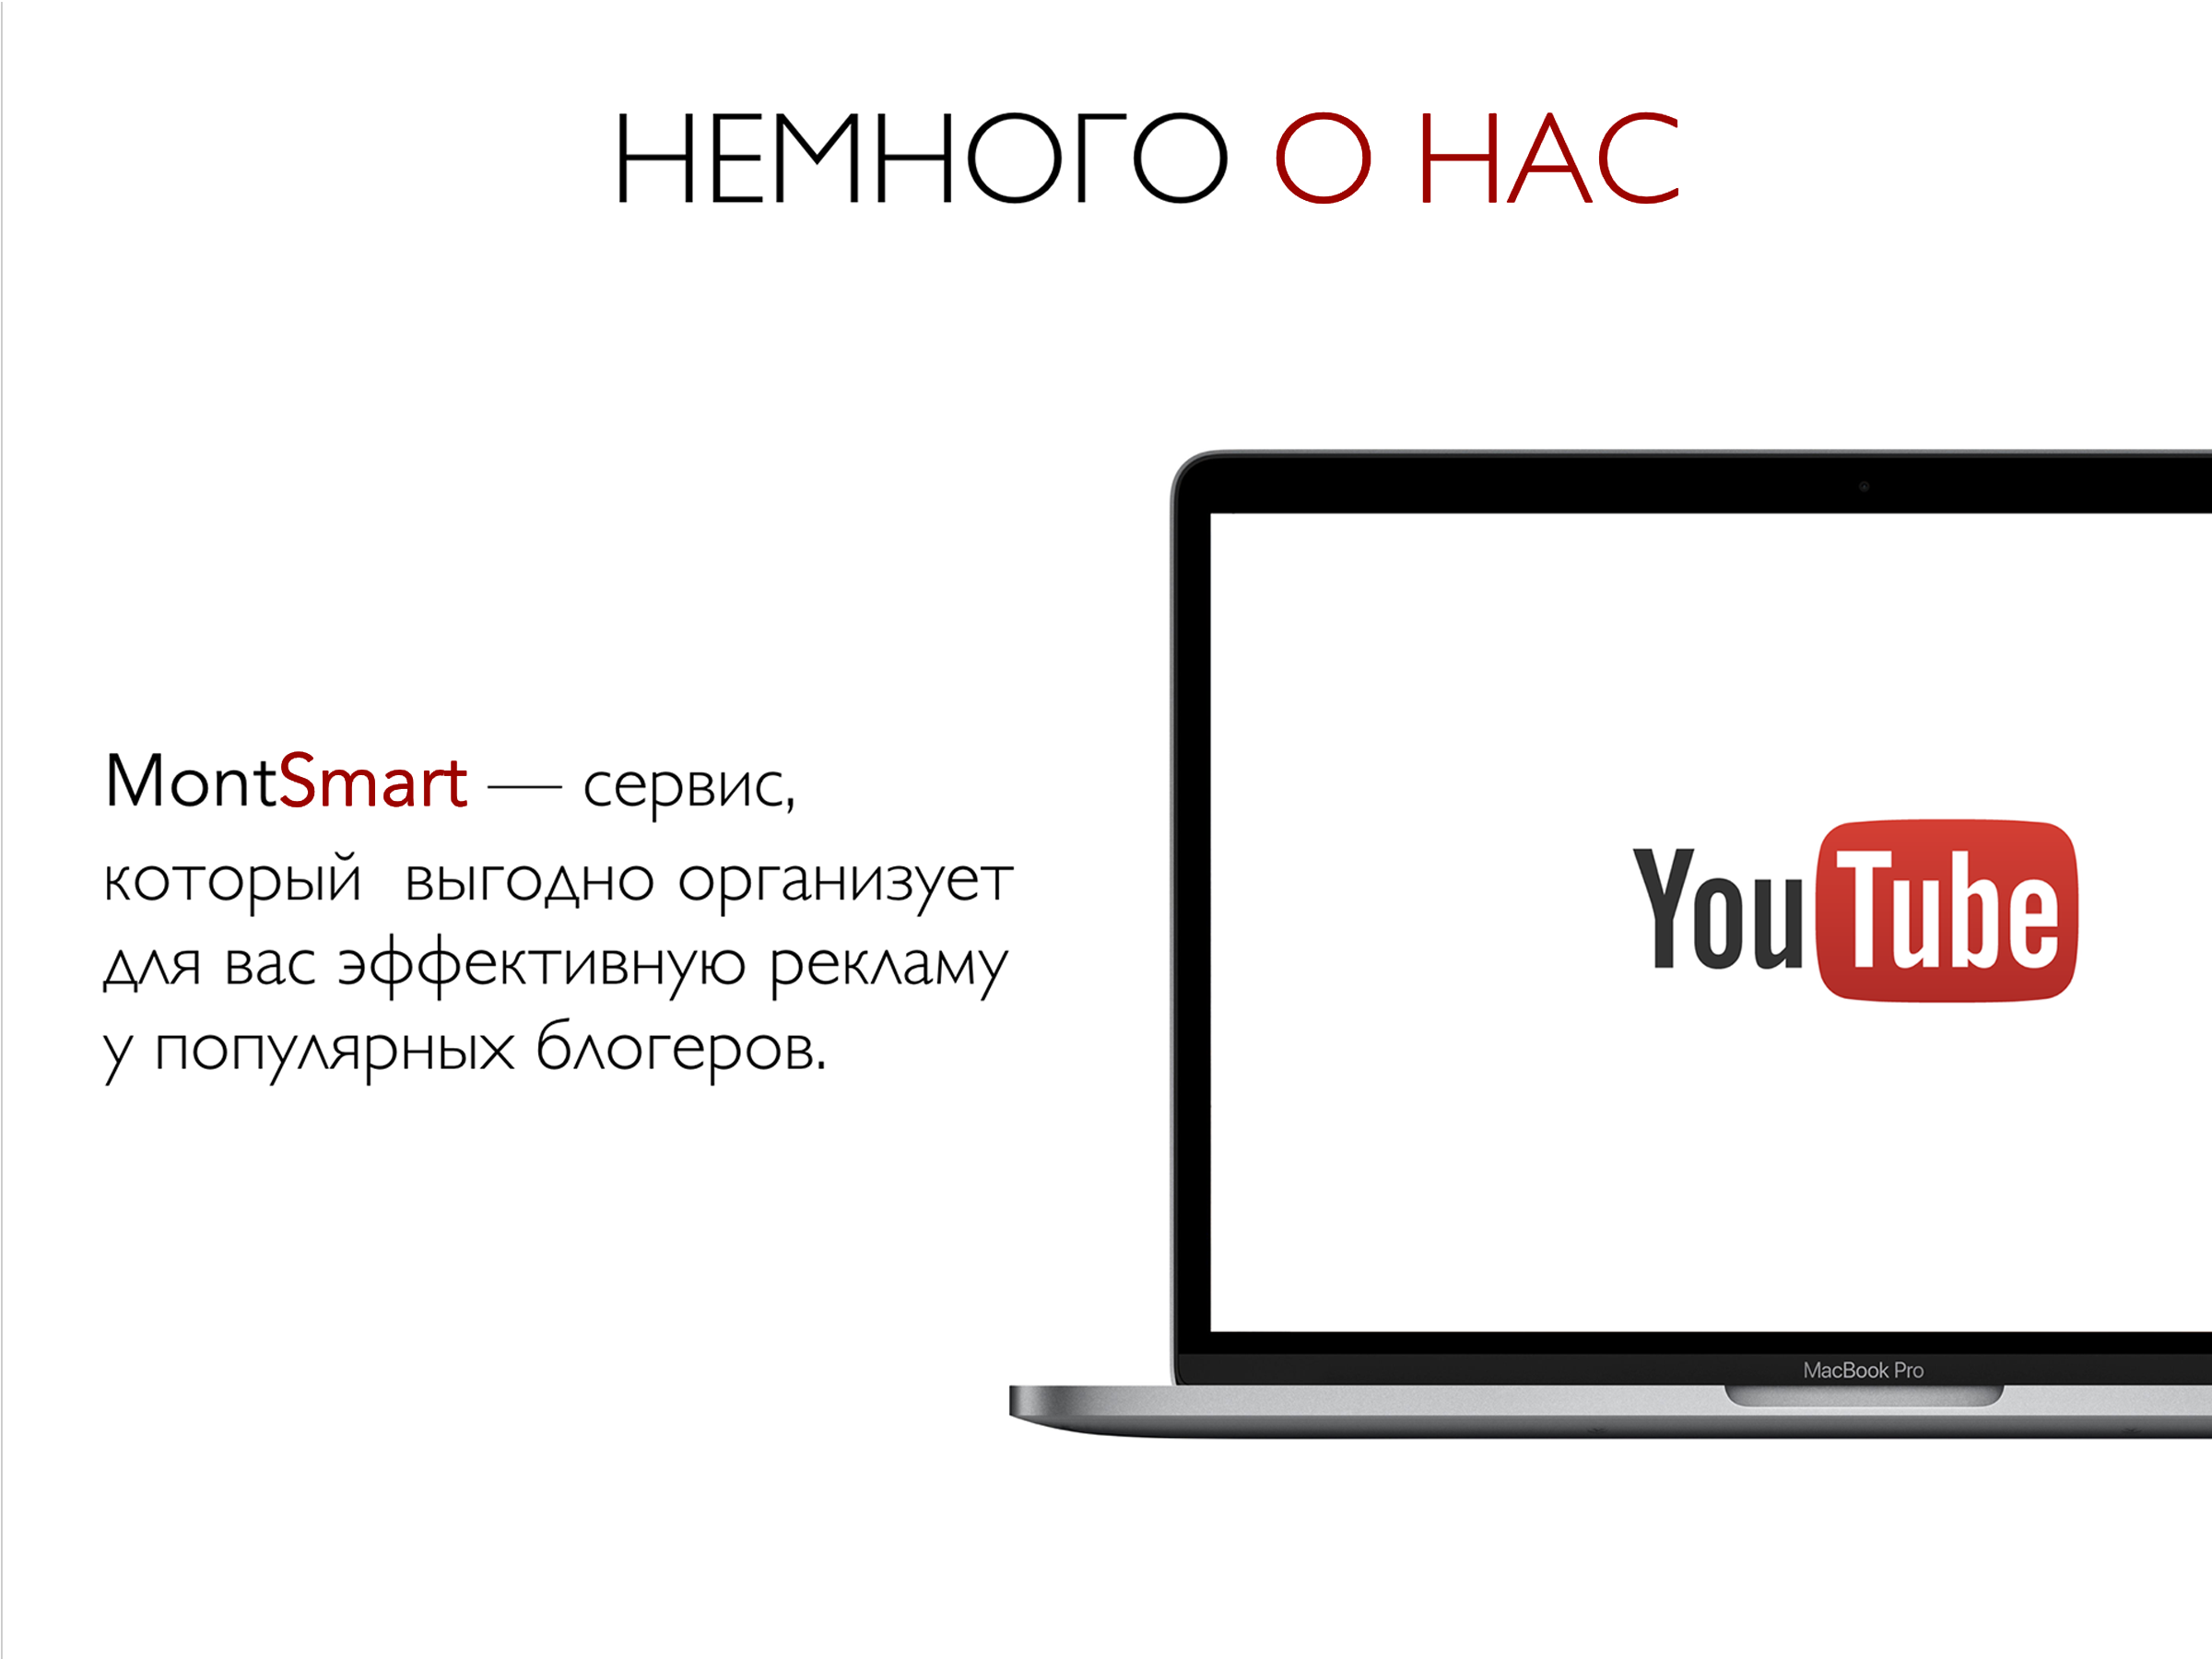 НЕМНОГО О НАС
MontSmart — сервис,
который выгодно организует
для вас эффективную рекламу
у популярных блогеров.
YouTube
MacBook Pro